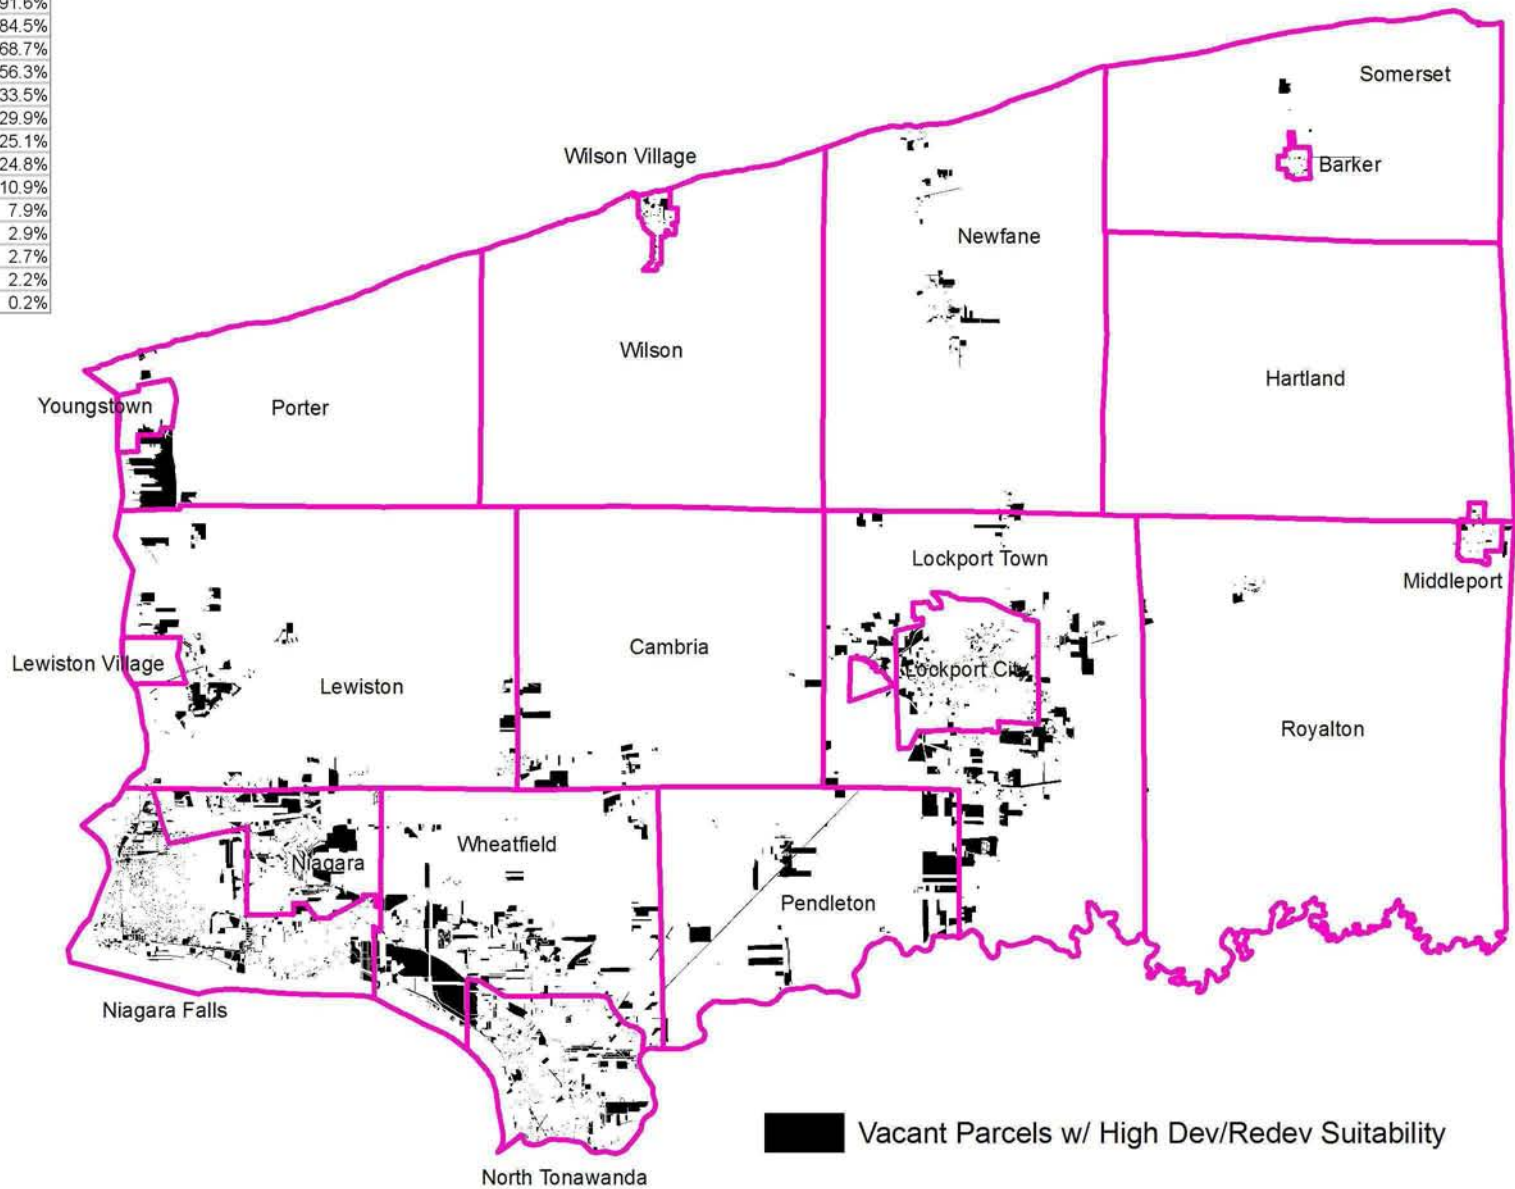 91.6%
84.5%
68.7%
56.3%
33.5%
29.9%
25.1%
24.8%
10.9%
7.9%
2.9%
2.7%
2.2%
0.2%
Somerset
Wilson Village
Barker
Newfane
Wilson
Hartland
Youngstown
Porter
Lockport Town
Middleport
Cambria
Lewiston Village
Lockport City
Lewiston
Royalton
Wheatfield
Niagara
Pendleton
Niagara Falls
Vacant Parcels w/ High Dev/Redev Suitability
North Tonawanda